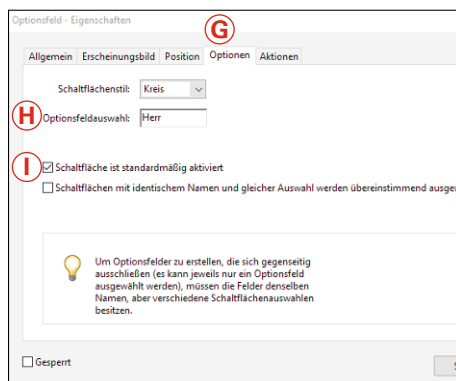 Optionsfeld - Eigenschaften
G
Allgemein Erscheinungsbild Position Optionen Aktionen
Schaltflächenstil: Kreis
H Optionsfeldauswahl: Herr
I Schaltfläche ist standardmäßig aktiviert
Schaltflächen mit identischem Namen und gleicher Auswahl werden übereinstimmend
Um Optionsfelder zu erstellen, die sich gegenseitig
ausschließen (es kann jeweils nur ein Optionsfeld
ausgewählt werden), müssen die Felder denselben
Namen, aber verschiedene Schaltflächenauswahlen
besitzen.
Gesperrt